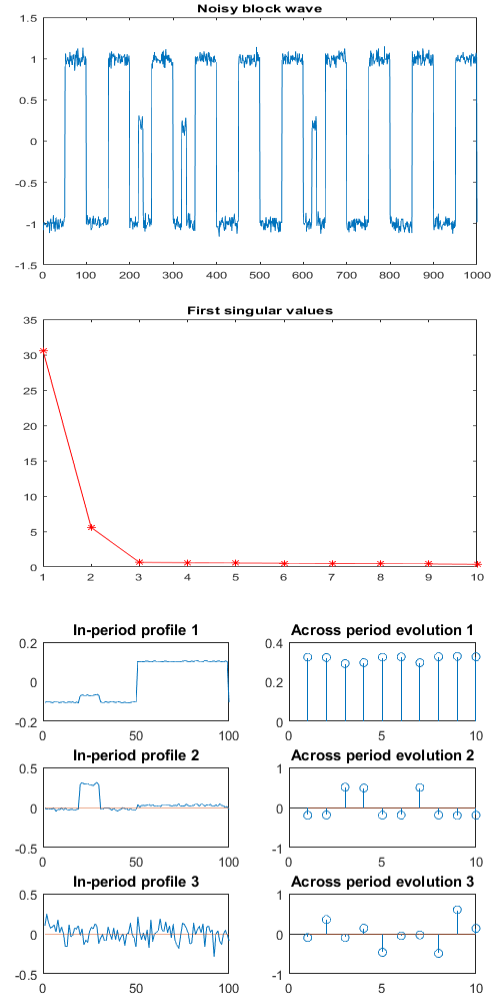 Noisy block wave
1.5
1
0.5
0
-0.5
-1
-1.5
0 100 200 300 400 500 600 700 800 900 1000
First singular values
35
30
25
20
15
10
5
0
1 2 3 4 5 6 7 8 9 10
In-period profile 1
0.2
0
-0.2
0 50 100
Across period evolution 1
0.4
0.2
0
0 5 10
In-period profile 2
0.5
0
-0.5
0 50 100
Across period evolution 2
1
0
-1
0 5 10
In-period profile 3
0.5
0
-0.5
0 50 100
Across period evolution 3
1
0
-1
0 5 10